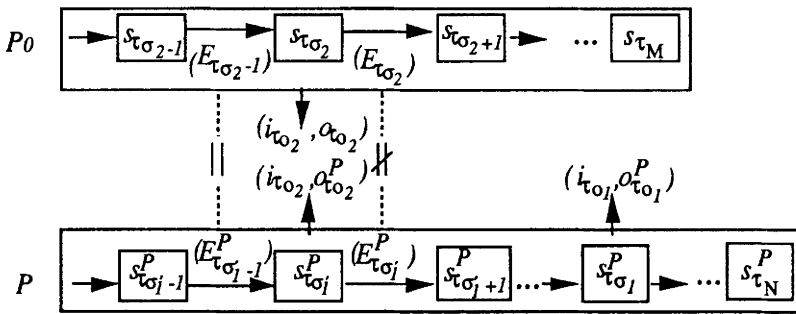 P0 s_{τ_{σ_2-1}} s_{τ_{σ_2}} s_{τ_{σ_2+1}} ... s_{τ_M}
(E_{τ_{σ_2-1}}) (E_{τ_{σ_2}})
(i_{τ_{o_2}}, o_{τ_{o_2}})
|| ∦
(i_{τ_{o_2}}, o^P_{τ_{o_2}}) (i_{τ_{o_1}}, o^P_{τ_{o_1}})
(E^P_{τ_{σ'_1-1}}) (E^P_{τ_{σ'_j}})
P s^P_{τ_{σ'_j-1}} s^P_{τ_{σ'_j}} s^P_{τ_{σ'_j+1}} ... s^P_{τ_{σ_1}} ... s^P_{τ_N}